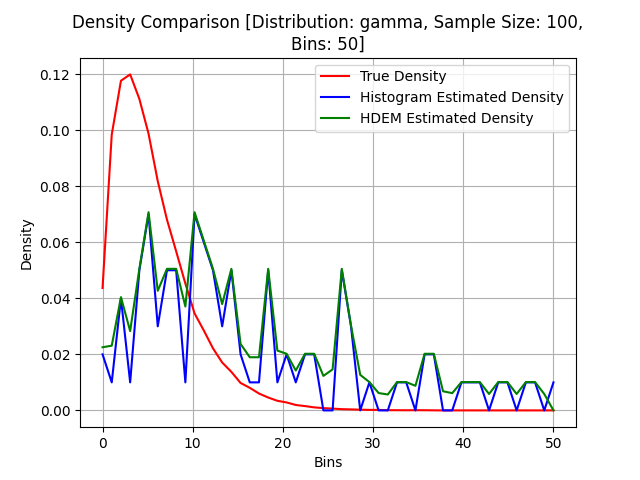 Density Comparison [Distribution: gamma, Sample Size: 100,
Bins: 50]
True Density
Histogram Estimated Density
HDEM Estimated Density
Density
0.12
0.10
0.08
0.06
0.04
0.02
0.00
0 10 20 30 40 50
Bins